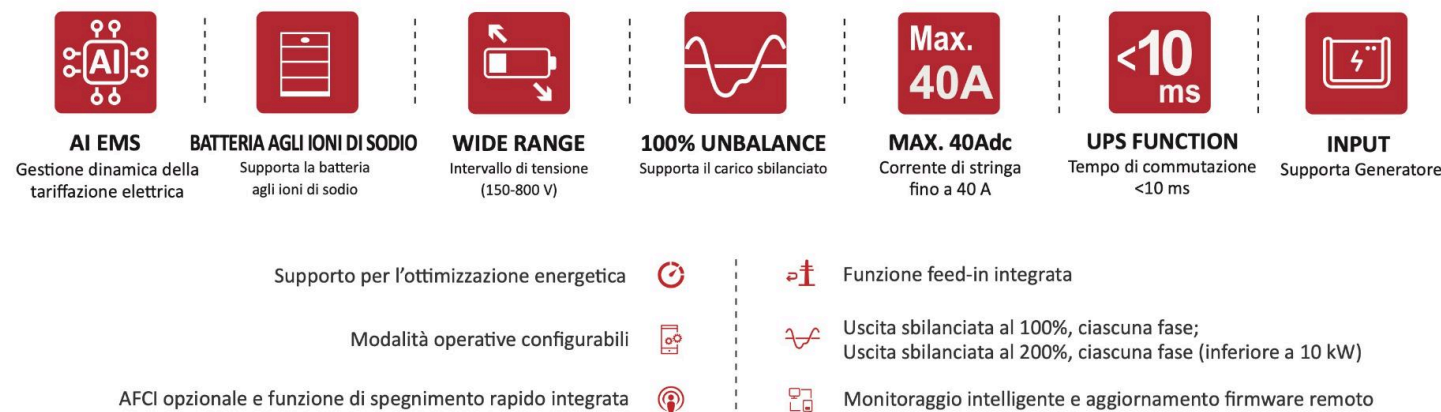 AI
Max.
40A
<10
ms
AI EMS
Gestione dinamica della
tariffazione elettrica
BATTERIA AGLI IONI DI SODIO
Supporta la batteria
agli ioni di sodio
WIDE RANGE
Intervallo di tensione
(150-800 V)
100% UNBALANCE
Supporta il carico sbilanciato
MAX. 40Adc
Corrente di stringa
fino a 40 A
UPS FUNCTION
Tempo di commutazione
<10 ms
INPUT
Supporta Generatore
Supporto per l'ottimizzazione energetica
Modalità operative configurabili
AFCI opzionale e funzione di spegnimento rapido integrata
Funzione feed-in integrata
Uscita sbilanciata al 100%, ciascuna fase;
Uscita sbilanciata al 200%, ciascuna fase (inferiore a 10 kW)
Monitoraggio intelligente e aggiornamento firmware remoto